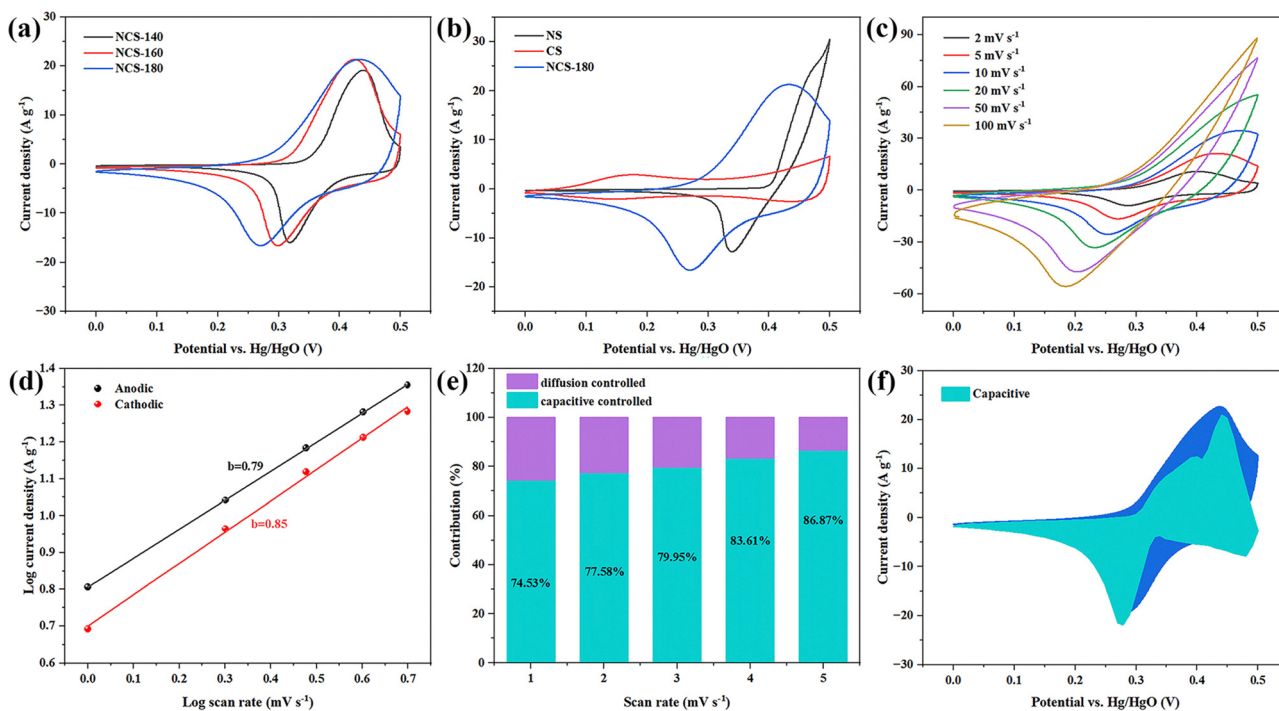 (a)
NCS-140
NCS-160
NCS-180
Current density (A g⁻¹)
30
20
10
0
−10
−20
−30
0.0 0.1 0.2 0.3 0.4 0.5
Potential vs. Hg/HgO (V)
(b)
NS
CS
NCS-180
Current density (A g⁻¹)
30
20
10
0
−10
−20
0.0 0.1 0.2 0.3 0.4 0.5
Potential vs. Hg/HgO (V)
(c)
2 mV s⁻¹
5 mV s⁻¹
10 mV s⁻¹
20 mV s⁻¹
50 mV s⁻¹
100 mV s⁻¹
Current density (A g⁻¹)
90
60
30
0
−30
−60
0.0 0.1 0.2 0.3 0.4 0.5
Potential vs. Hg/HgO (V)
(d)
Anodic
Cathodic
b=0.79
b=0.85
Log current density (A g⁻¹)
1.4
1.3
1.2
1.1
1.0
0.9
0.8
0.7
0.6
0.0 0.1 0.2 0.3 0.4 0.5 0.6 0.7
Log scan rate (mV s⁻¹)
(e)
diffusion controlled
capacitive controlled
Contribution (%)
120
100
80
60
40
20
0
74.53%
77.58%
79.95%
83.61%
86.87%
1 2 3 4 5
Scan rate (mV s⁻¹)
(f)
Capacitive
Current density (A g⁻¹)
30
20
10
0
−10
−20
−30
0.0 0.1 0.2 0.3 0.4 0.5
Potential vs. Hg/HgO (V)